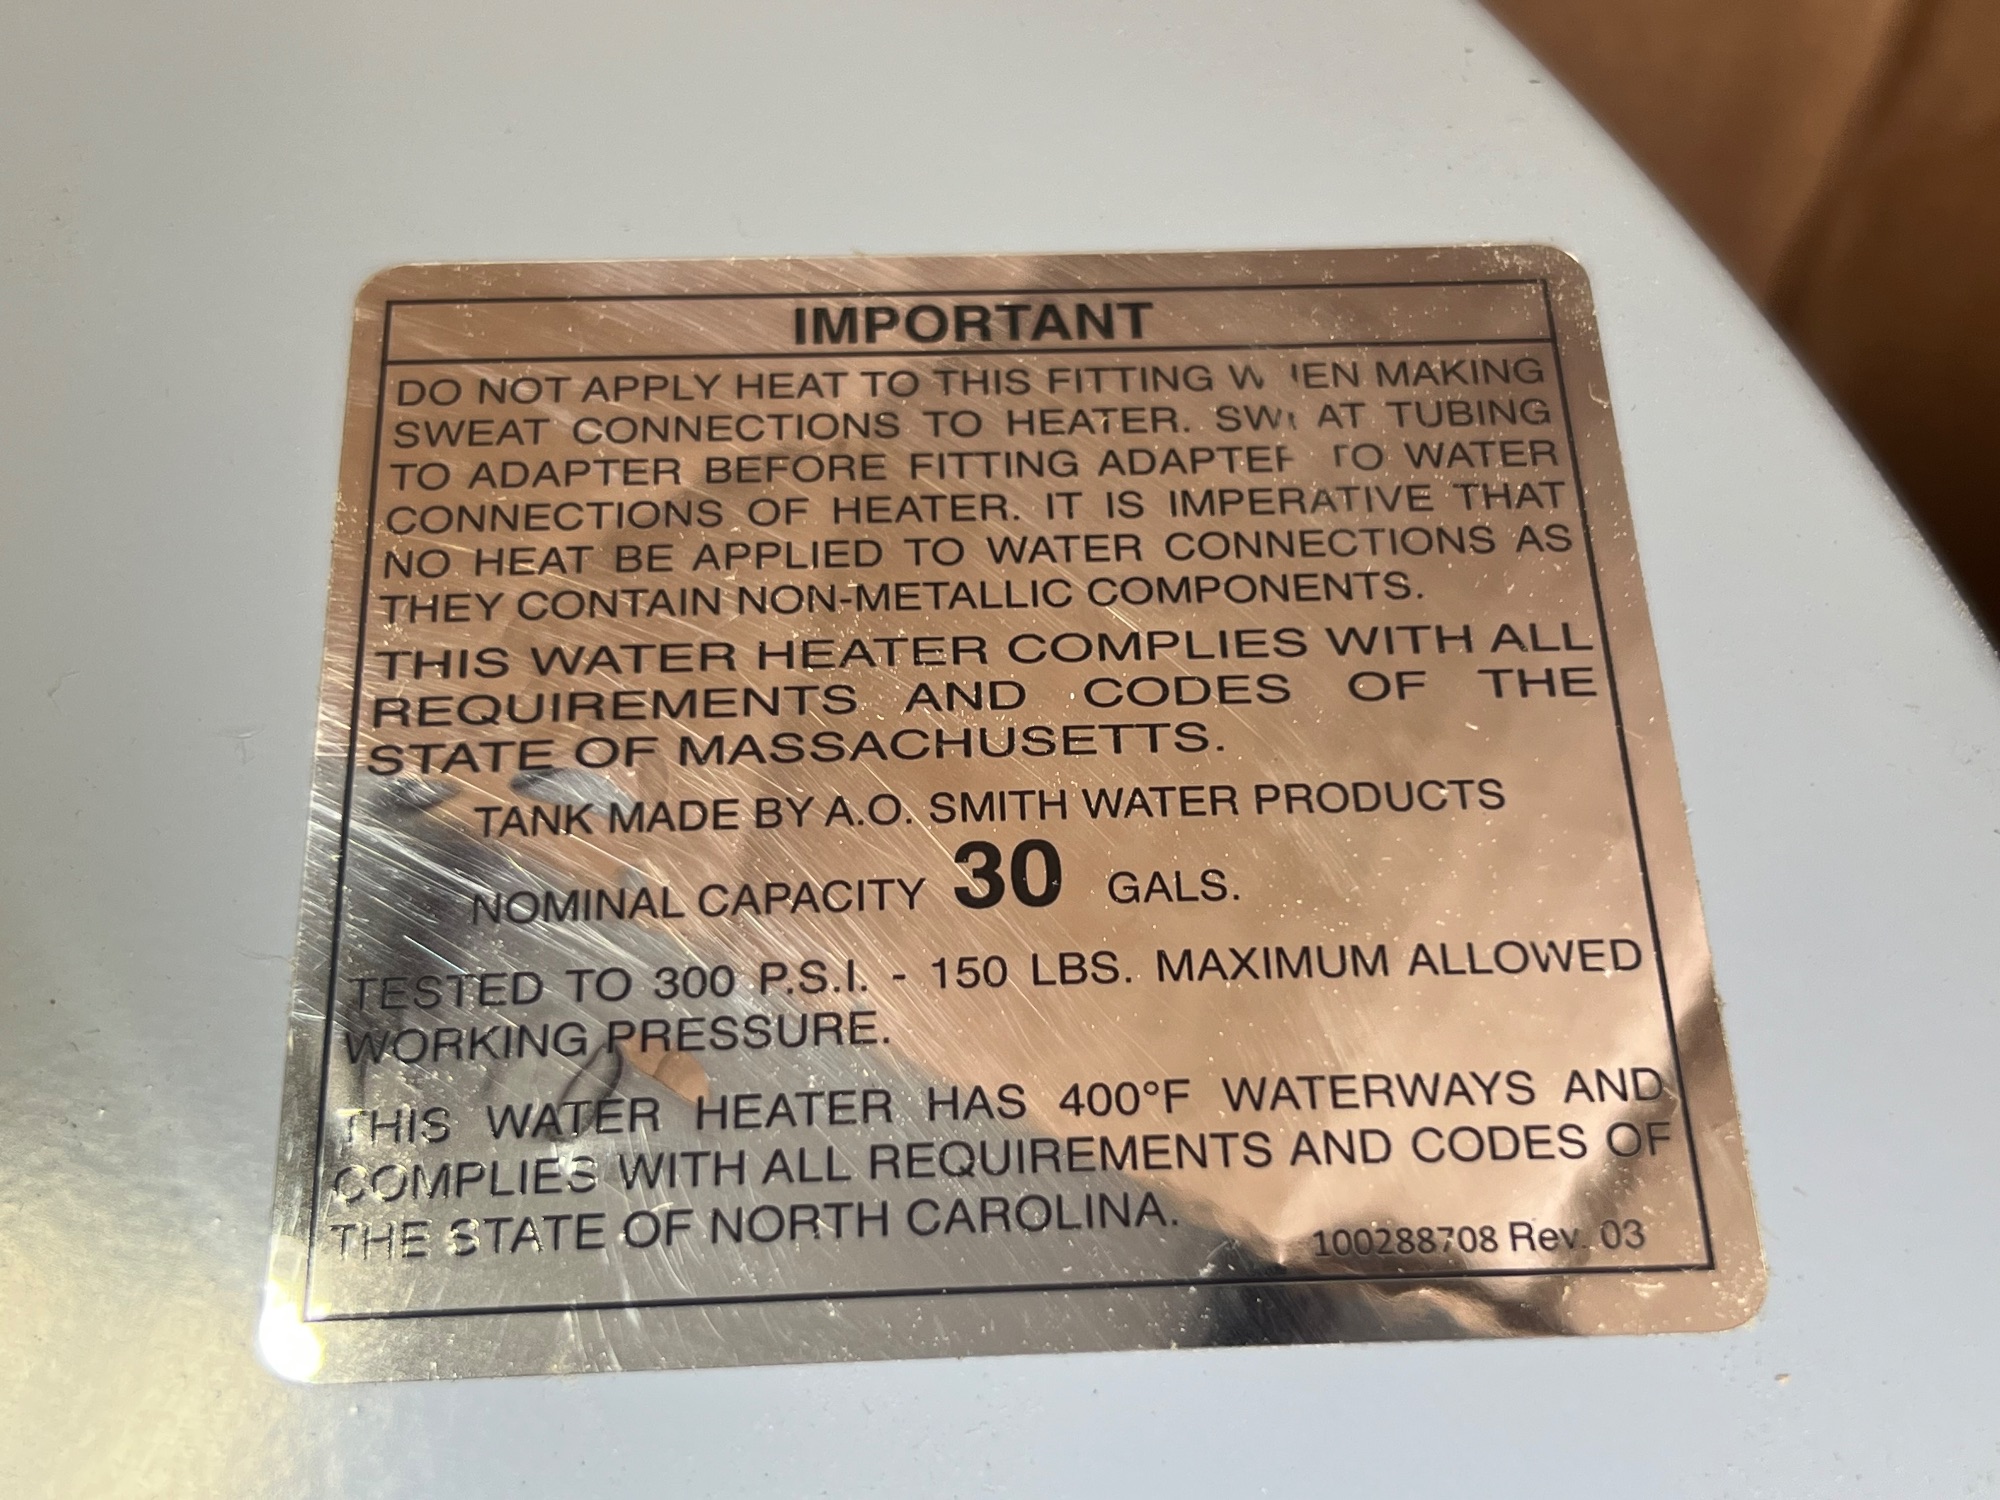 IMPORTANT
DO NOT APPLY HEAT TO THIS FITTING WHEN MAKING
SWEAT CONNECTIONS TO HEATER. SWEAT TUBING
TO ADAPTER BEFORE FITTING ADAPTER TO WATER
CONNECTIONS OF HEATER. IT IS IMPERATIVE THAT
NO HEAT BE APPLIED TO WATER CONNECTIONS AS
THEY CONTAIN NON-METALLIC COMPONENTS.
THIS WATER HEATER COMPLIES WITH ALL
REQUIREMENTS AND CODES OF THE
STATE OF MASSACHUSETTS.
TANK MADE BY A.O. SMITH WATER PRODUCTS
NOMINAL CAPACITY 30 GALS.
TESTED TO 300 P.S.I. - 150 LBS. MAXIMUM ALLOWED
WORKING PRESSURE.
THIS WATER HEATER HAS 400°F WATERWAYS AND
COMPLIES WITH ALL REQUIREMENTS AND CODES OF
THE STATE OF NORTH CAROLINA.
100288708 Rev. 03